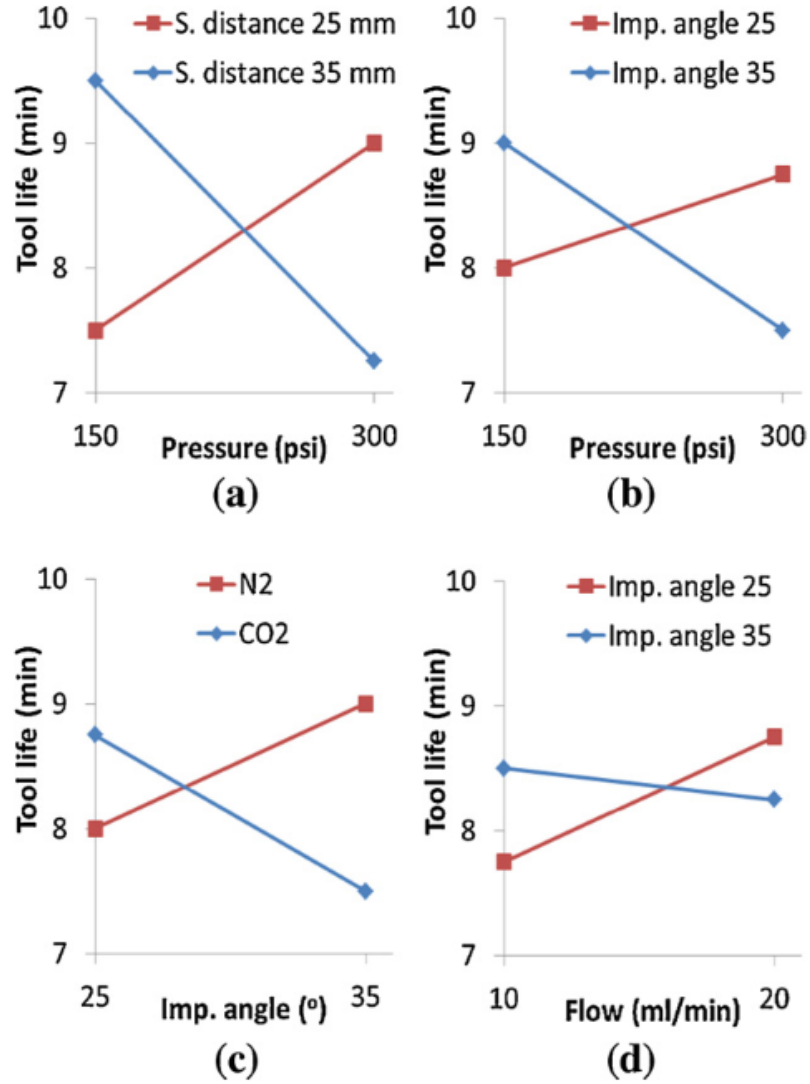 10
S. distance 25 mm
S. distance 35 mm
9
8
7
Tool life (min)
150
300
Pressure (psi)
(a)
10
Imp. angle 25
Imp. angle 35
9
8
7
Tool life (min)
150
300
Pressure (psi)
(b)
10
N2
CO2
9
8
7
Tool life (min)
25
35
Imp. angle (º)
(c)
10
Imp. angle 25
Imp. angle 35
9
8
7
Tool life (min)
10
20
Flow (ml/min)
(d)